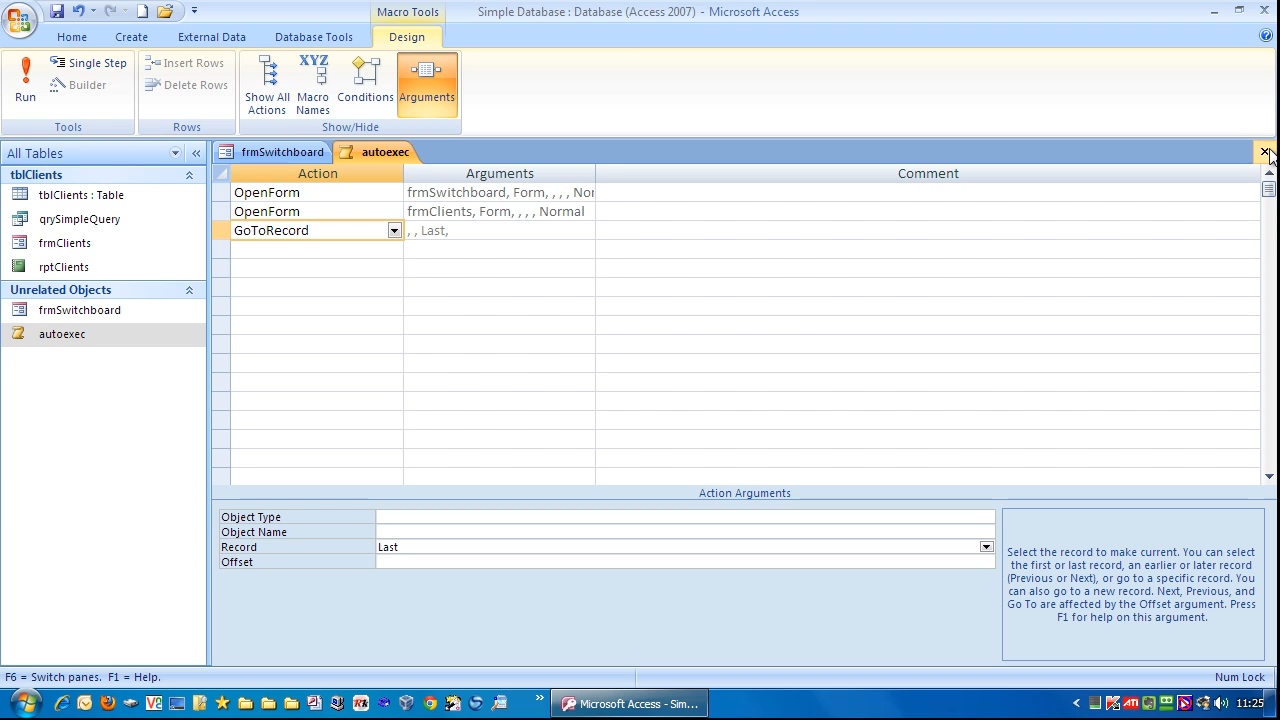 Macro Tools
Simple Database : Database (Access 2007) - Microsoft Access
Home
Create
External Data
Database Tools
Design
Run
Single Step
Builder
Tools
Insert Rows
Delete Rows
Rows
Show All Actions
XYZ
Macro Names
Conditions
Arguments
Show/Hide
All Tables
tblClients
tblClients : Table
qrySimpleQuery
frmClients
rptClients
Unrelated Objects
frmSwitchboard
autoexec
frmSwitchboard
autoexec
Action
Arguments
Comment
OpenForm
frmSwitchboard, Form, , , , Nor
OpenForm
frmClients, Form, , , , Normal
GoToRecord
, , Last,
Action Arguments
Object Type
Object Name
Record
Last
Offset
Select the record to make current. You can select
the first or last record, an earlier or later record
(Previous or Next), or go to a specific record. You
can also go to a new record. Next, Previous, and
Go To are affected by the Offset argument. Press
F1 for help on this argument.
F6 = Switch panes. F1 = Help.
Num Lock
Microsoft Access - Sim...
11:25